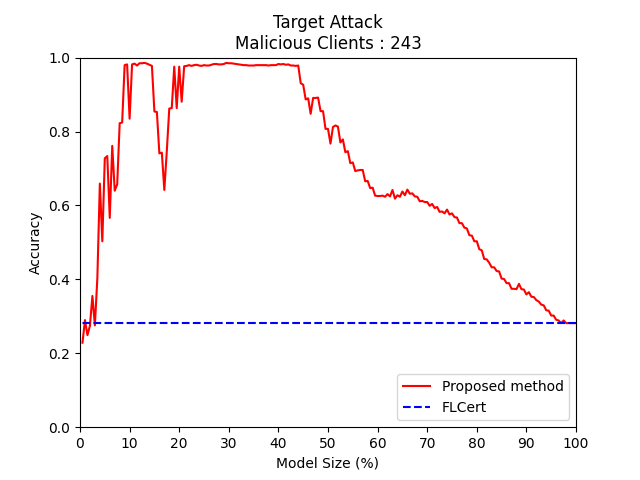 Target Attack
Malicious Clients : 243
Accuracy
1.0
0.8
0.6
0.4
0.2
0.0
0 10 20 30 40 50 60 70 80 90 100
Model Size (%)
Proposed method
FLCert